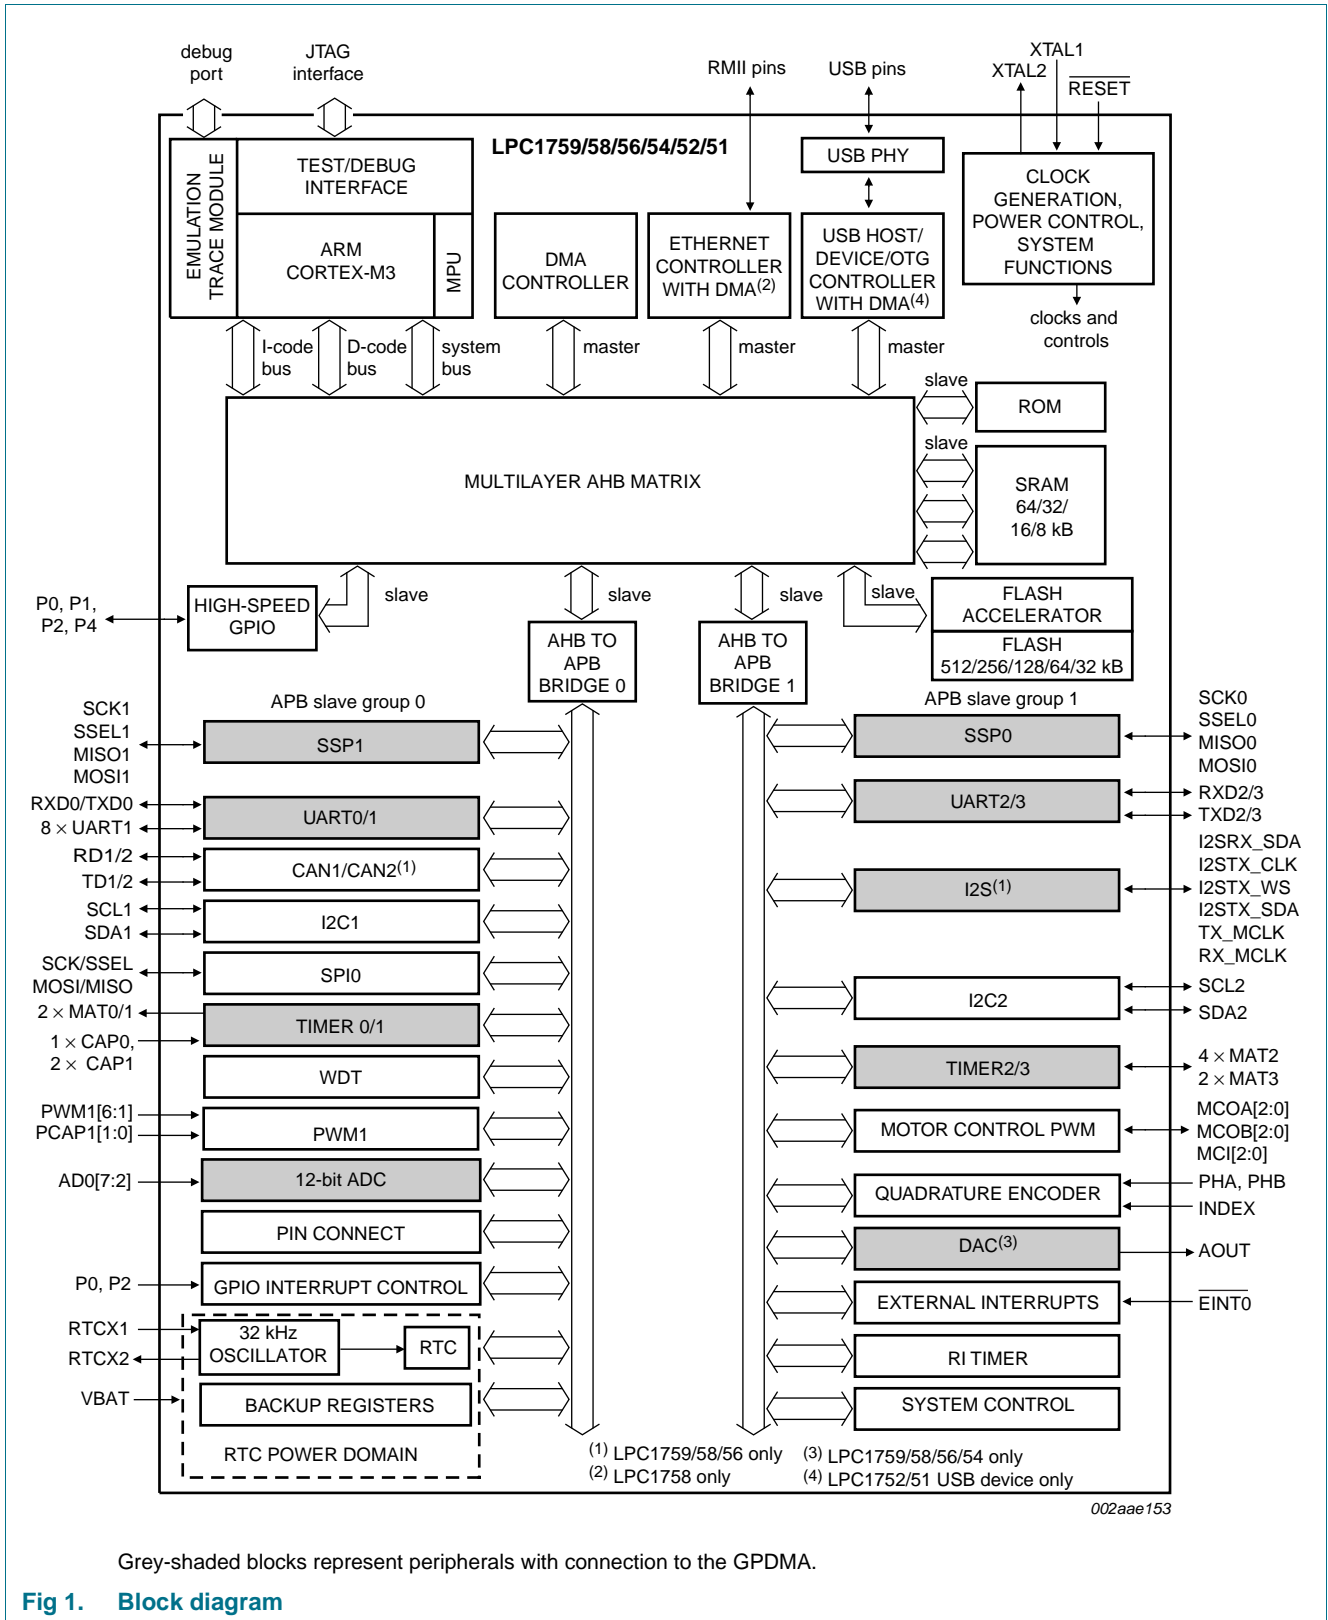 debug
port
JTAG
interface
RMII pins
USB pins
XTAL1
XTAL2
RESET
LPC1759/58/56/54/52/51
EMULATION
TRACE MODULE
TEST/DEBUG
INTERFACE
ARM
CORTEX-M3
MPU
DMA
CONTROLLER
ETHERNET
CONTROLLER
WITH DMA(2)
USB PHY
USB HOST/
DEVICE/OTG
CONTROLLER
WITH DMA(4)
CLOCK
GENERATION,
POWER CONTROL,
SYSTEM
FUNCTIONS
clocks and
controls
I-code
bus
D-code
bus
system
bus
master
master
master
MULTILAYER AHB MATRIX
slave
ROM
slave
SRAM
64/32/
16/8 kB
P0, P1,
P2, P4
HIGH-SPEED
GPIO
slave
slave
slave
slave
FLASH
ACCELERATOR
FLASH
512/256/128/64/32 kB
AHB TO
APB
BRIDGE 0
AHB TO
APB
BRIDGE 1
APB slave group 0
APB slave group 1
SCK1
SSEL1
MISO1
MOSI1
SSP1
RXD0/TXD0
8 × UART1
UART0/1
RD1/2
TD1/2
CAN1/CAN2(1)
SCL1
SDA1
I2C1
SCK/SSEL
MOSI/MISO
SPI0
2 × MAT0/1
1 × CAP0,
2 × CAP1
TIMER 0/1
WDT
PWM1[6:1]
PCAP1[1:0]
PWM1
AD0[7:2]
12-bit ADC
PIN CONNECT
P0, P2
GPIO INTERRUPT CONTROL
RTCX1
RTCX2
32 kHz
OSCILLATOR
RTC
VBAT
BACKUP REGISTERS
RTC POWER DOMAIN
SSP0
SCK0
SSEL0
MISO0
MOSI0
UART2/3
RXD2/3
TXD2/3
I2S(1)
I2SRX_SDA
I2STX_CLK
I2STX_WS
I2STX_SDA
TX_MCLK
RX_MCLK
I2C2
SCL2
SDA2
TIMER2/3
4 × MAT2
2 × MAT3
MOTOR CONTROL PWM
MCOA[2:0]
MCOB[2:0]
MCI[2:0]
QUADRATURE ENCODER
PHA, PHB
INDEX
DAC(3)
AOUT
EXTERNAL INTERRUPTS
EINT0
RI TIMER
SYSTEM CONTROL
(1) LPC1759/58/56 only
(2) LPC1758 only
(3) LPC1759/58/56/54 only
(4) LPC1752/51 USB device only
002aae153
Grey-shaded blocks represent peripherals with connection to the GPDMA.
Fig 1. Block diagram